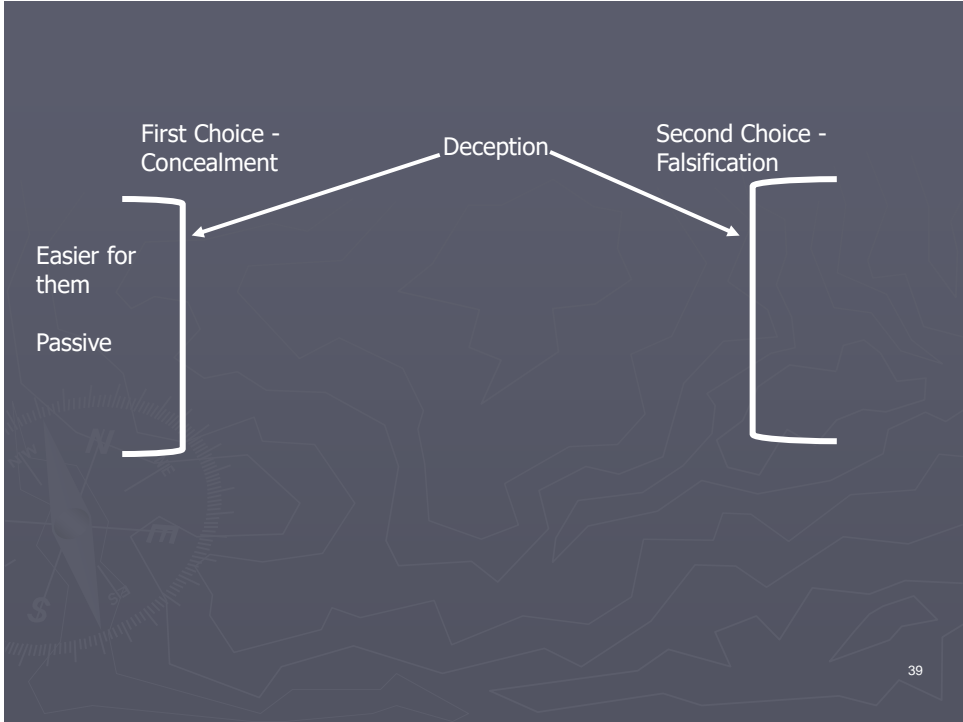 First Choice -
Concealment
Deception
Second Choice -
Falsification
Easier for
them
Passive
N
E
S
39